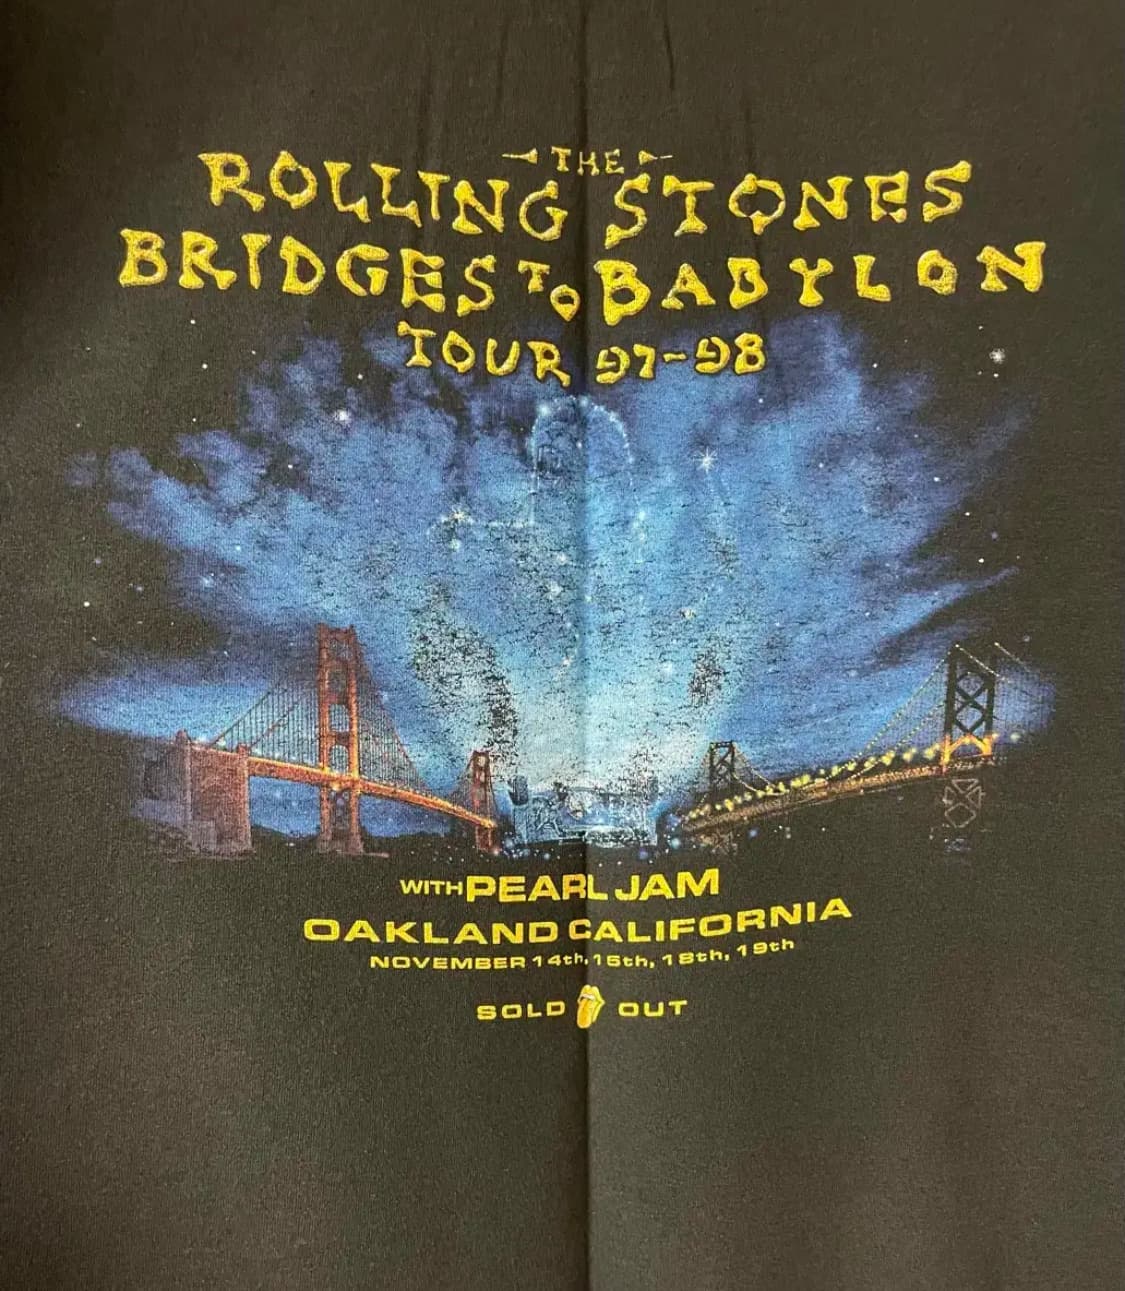 THE
ROLLING STONES
BRIDGES TO BABYLON
TOUR 97-98
WITH PEARL JAM
OAKLAND CALIFORNIA
NOVEMBER 14th, 15th, 18th, 19th
SOLD OUT